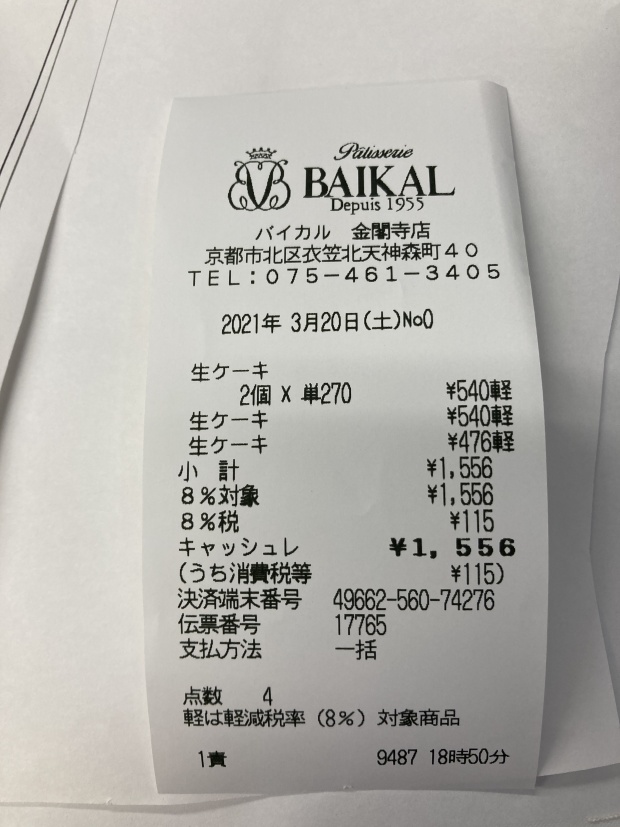 Pâtisserie
BAIKAL
Depuis 1955
バイカル 金閣寺店
京都市北区衣笠北天神森町40
TEL:075-461-3405
2021年 3月20日(土)No0
生ケーキ
2個 X 単270 ¥540軽
生ケーキ ¥540軽
生ケーキ ¥476軽
小 計 ¥1,556
8%対象 ¥1,556
8%税 ¥115
キャッシュレ ¥1,556
(うち消費税等 ¥115)
決済端末番号 49662-560-74276
伝票番号 17765
支払方法 一括
点数 4
軽は軽減税率(8%)対象商品
1責 9487 18時50分